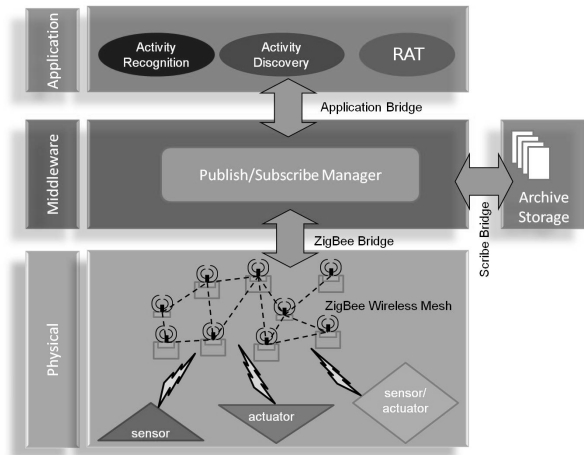 Application
Activity
Recognition
Activity
Discovery
RAT
Application Bridge
Middleware
Publish/Subscribe Manager
Scribe Bridge
Archive
Storage
ZigBee Bridge
Physical
ZigBee Wireless Mesh
sensor
actuator
sensor/
actuator